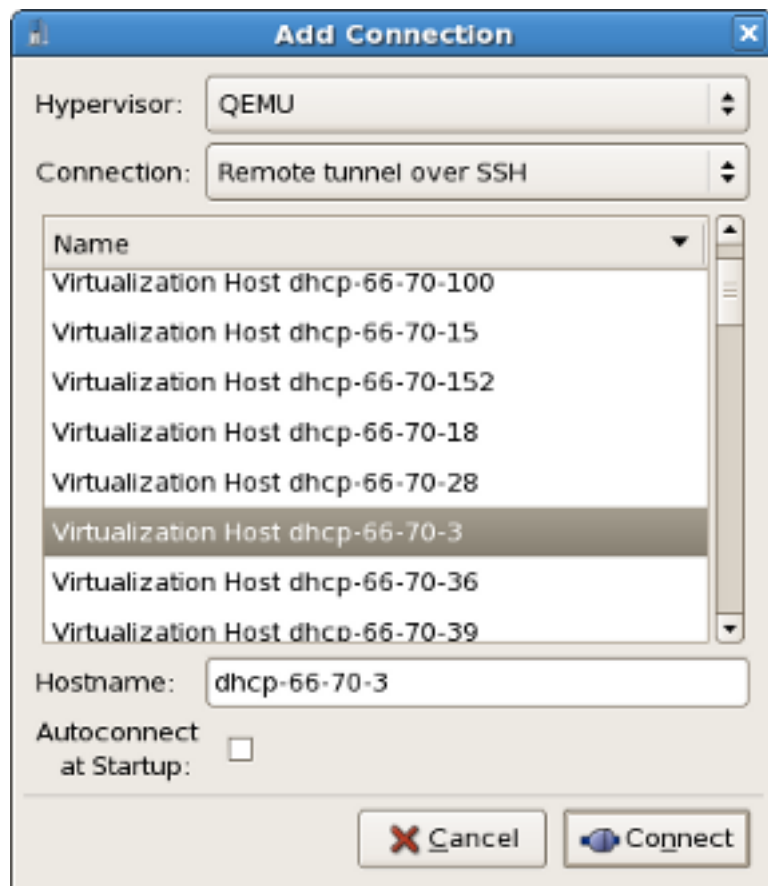 Add Connection
Hypervisor: QEMU
Connection: Remote tunnel over SSH
Name
Virtualization Host dhcp-66-70-100
Virtualization Host dhcp-66-70-15
Virtualization Host dhcp-66-70-152
Virtualization Host dhcp-66-70-18
Virtualization Host dhcp-66-70-28
Virtualization Host dhcp-66-70-3
Virtualization Host dhcp-66-70-36
Virtualization Host dhcp-66-70-39
Hostname: dhcp-66-70-3
Autoconnect
at Startup:
Cancel Connect